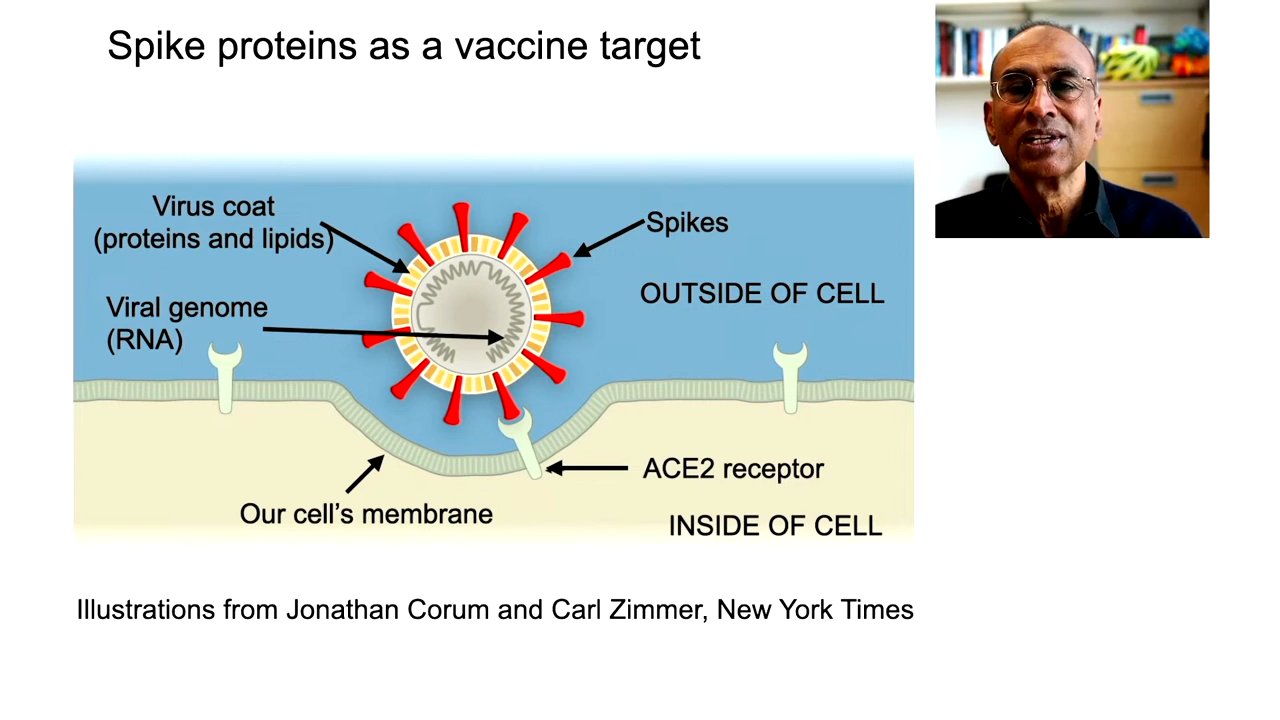 Spike proteins as a vaccine target
Virus coat
(proteins and lipids)
Spikes
OUTSIDE OF CELL
Viral genome
(RNA)
ACE2 receptor
Our cell’s membrane
INSIDE OF CELL
Illustrations from Jonathan Corum and Carl Zimmer, New York Times